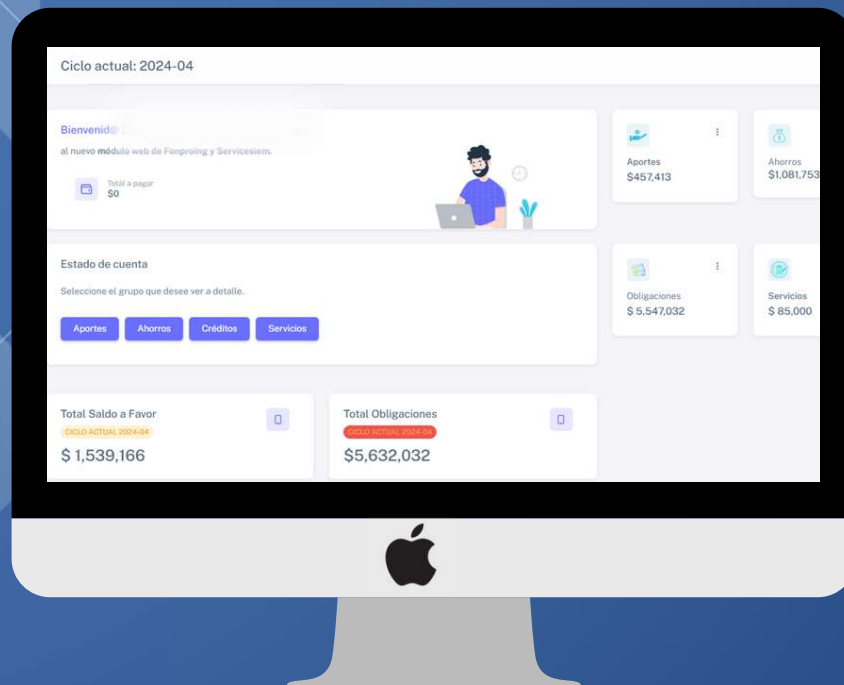 Ciclo actual: 2024-04
Bienvenid@
al nuevo módulo web de Fonproing y Servicesiem.
Total a pagar
$0
Aportes
$457,413
Ahorros
$1,081,753
Estado de cuenta
Seleccione el grupo que desee ver a detalle.
Aportes
Ahorros
Créditos
Servicios
Obligaciones
$ 5,547,032
Servicios
$ 85,000
Total Saldo a Favor
CICLO ACTUAL 2024-04
$ 1,539,166
Total Obligaciones
CICLO ACTUAL 2024-04
$5,632,032